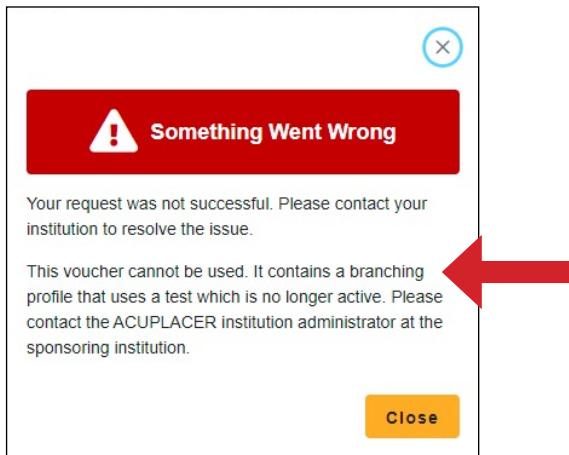 Something Went Wrong
Your request was not successful. Please contact your
institution to resolve the issue.
This voucher cannot be used. It contains a branching
profile that uses a test which is no longer active. Please
contact the ACUPLACER institution administrator at the
sponsoring institution.
Close